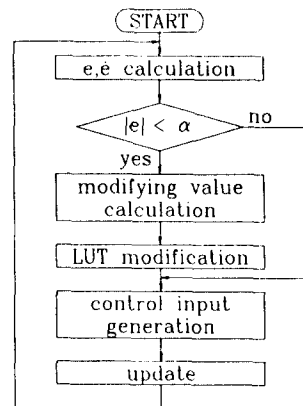 START
e,ė calculation
|e| < α
no
yes
modifying value
calculation
LUT modification
control input
generation
update